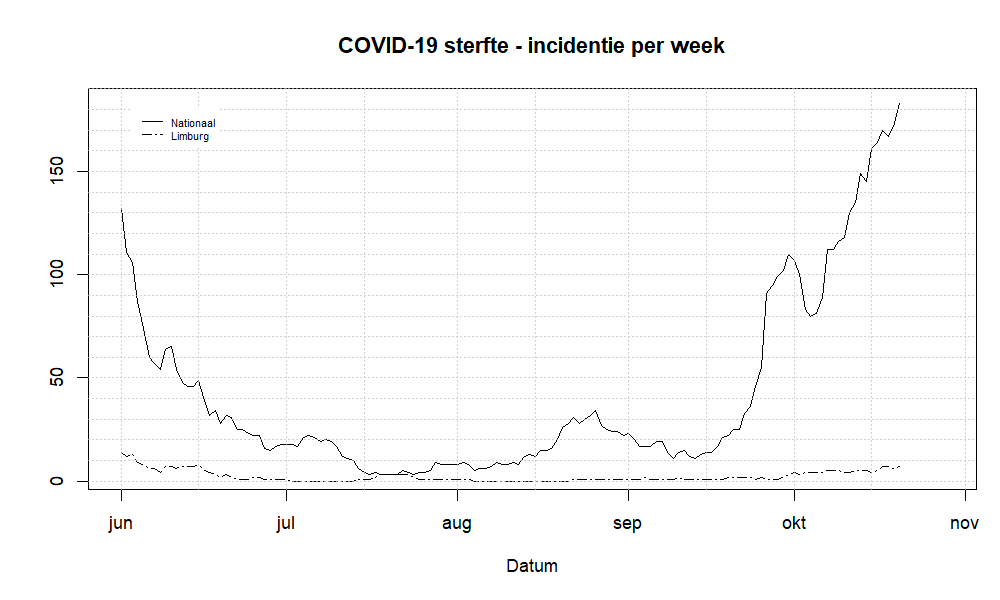 COVID-19 sterfte - incidentie per week
Nationaal
Limburg
150
100
50
0
jun jul aug sep okt nov
Datum